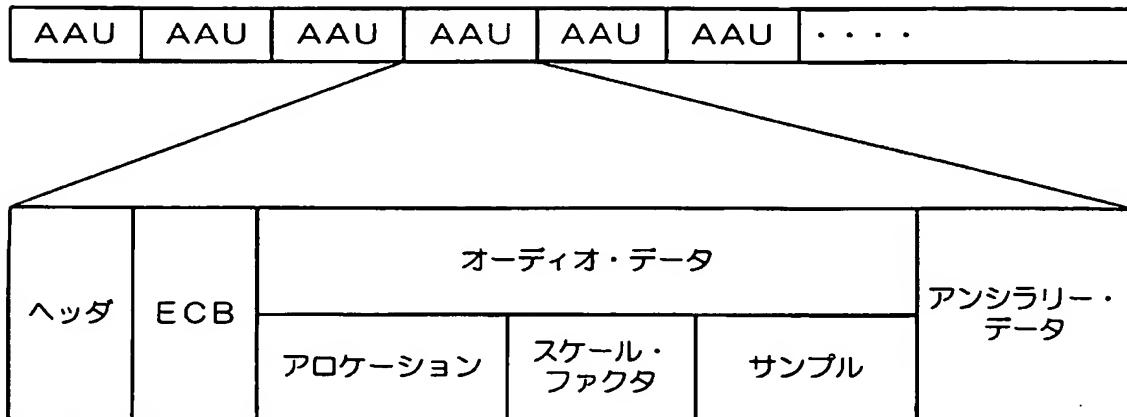 AAU AAU AAU AAU AAU AAU ・・・・
オーディオ・データ
ヘッダ ECB アンシラリー・
データ
アロケーション スケール・
ファクタ サンプル